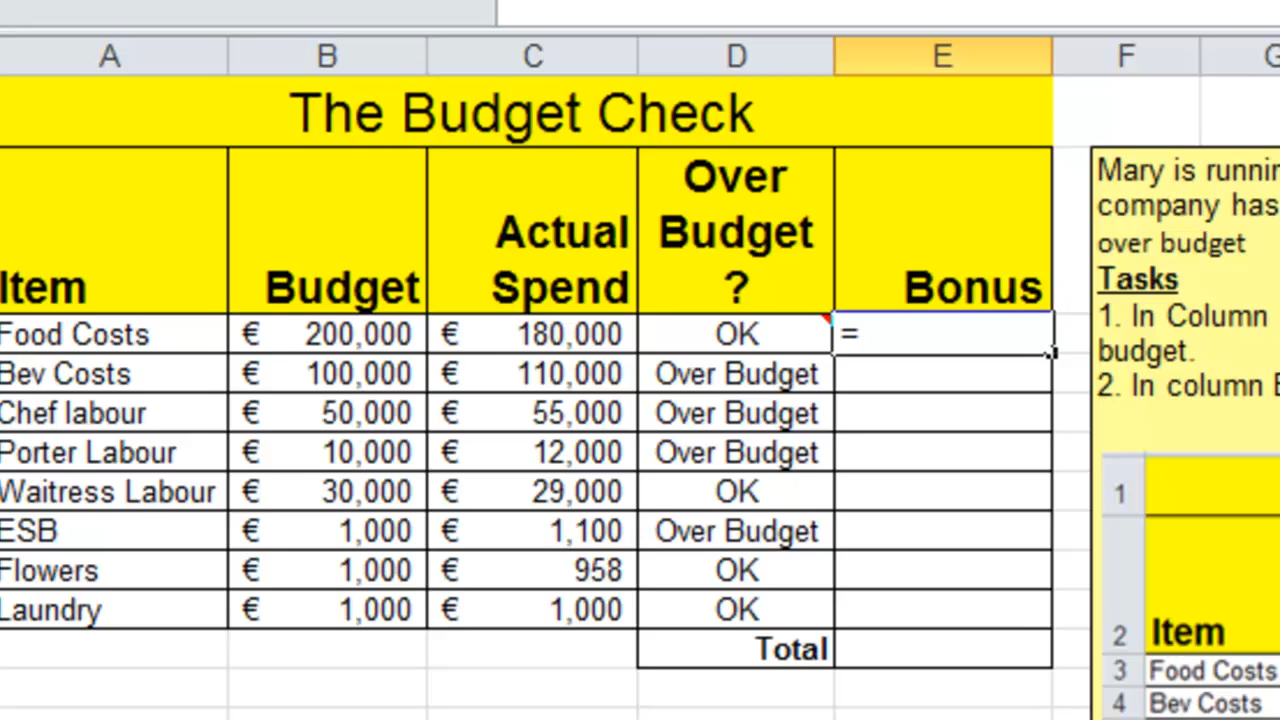 A B C D E F G
The Budget Check
Item Budget Actual Spend Over Budget ? Bonus
Food Costs € 200,000 € 180,000 OK =
Bev Costs € 100,000 € 110,000 Over Budget
Chef labour € 50,000 € 55,000 Over Budget
Porter Labour € 10,000 € 12,000 Over Budget
Waitress Labour € 30,000 € 29,000 OK
ESB € 1,000 € 1,100 Over Budget
Flowers € 1,000 € 958 OK
Laundry € 1,000 € 1,000 OK
Total
Mary is runnin
company has
over budget
Tasks
1. In Column
budget.
2. In column E
1
2 Item
3 Food Costs
4 Bev Costs